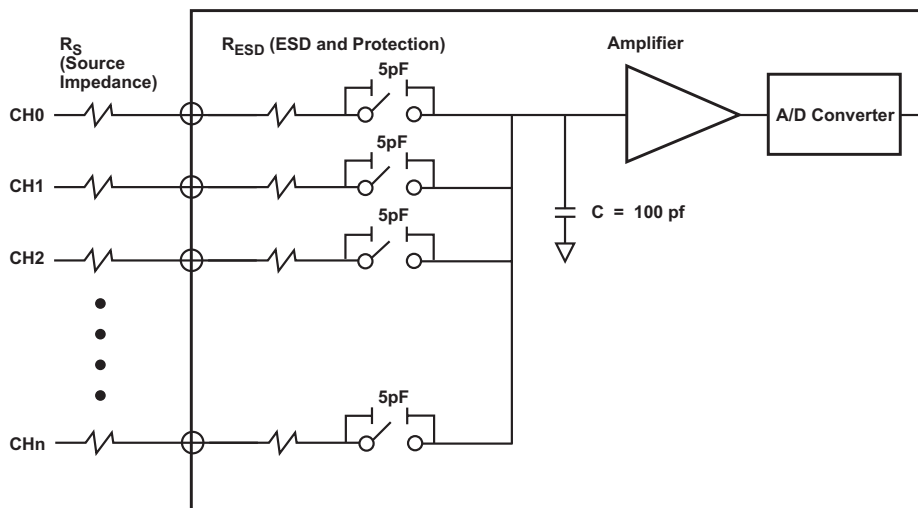 R_S
(Source
Impedance)
R_ESD (ESD and Protection)
Amplifier
5pF
CH0
A/D Converter
5pF
CH1
C = 100 pf
5pF
CH2
5pF
CHn